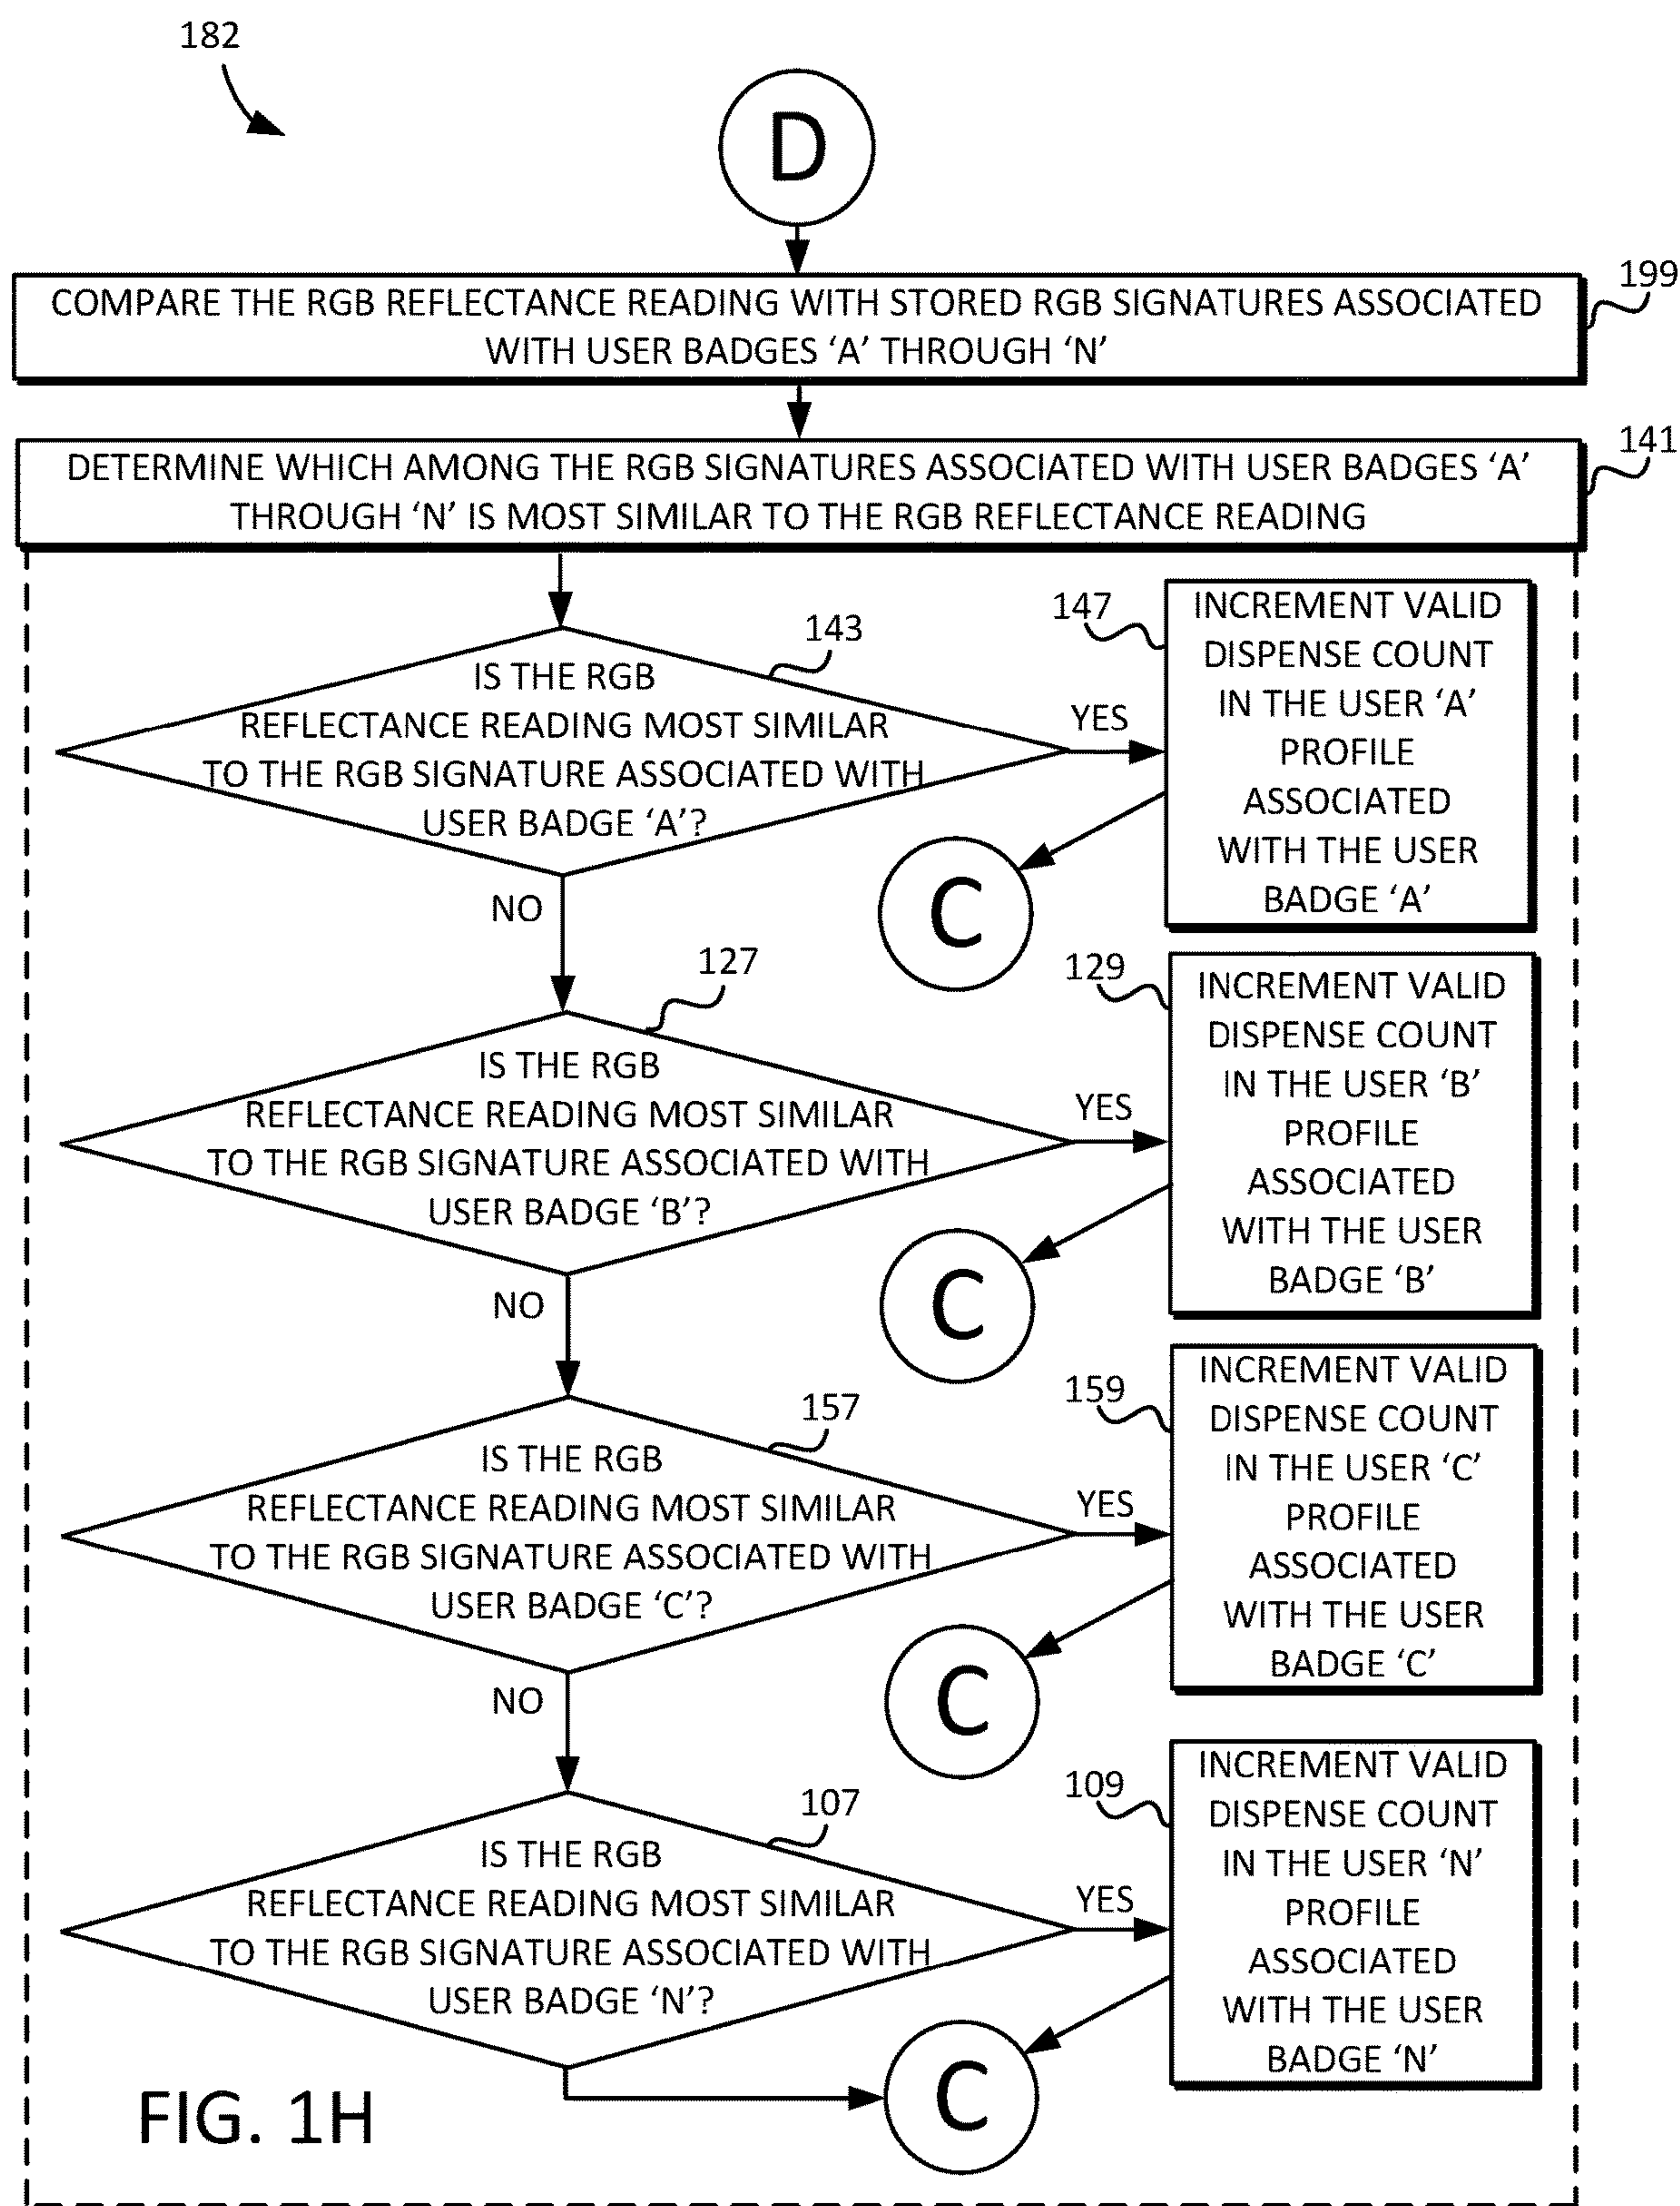 182
D
COMPARE THE RGB REFLECTANCE READING WITH STORED RGB SIGNATURES ASSOCIATED
WITH USER BADGES ‘A’ THROUGH ‘N’
199
DETERMINE WHICH AMONG THE RGB SIGNATURES ASSOCIATED WITH USER BADGES ‘A’
THROUGH ‘N’ IS MOST SIMILAR TO THE RGB REFLECTANCE READING
141
143
IS THE RGB
REFLECTANCE READING MOST SIMILAR
TO THE RGB SIGNATURE ASSOCIATED WITH
USER BADGE ‘A’?
YES
147
INCREMENT VALID
DISPENSE COUNT
IN THE USER ‘A’
PROFILE
ASSOCIATED
WITH THE USER
BADGE ‘A’
C
NO
127
IS THE RGB
REFLECTANCE READING MOST SIMILAR
TO THE RGB SIGNATURE ASSOCIATED WITH
USER BADGE ‘B’?
YES
129
INCREMENT VALID
DISPENSE COUNT
IN THE USER ‘B’
PROFILE
ASSOCIATED
WITH THE USER
BADGE ‘B’
C
NO
157
IS THE RGB
REFLECTANCE READING MOST SIMILAR
TO THE RGB SIGNATURE ASSOCIATED WITH
USER BADGE ‘C’?
YES
159
INCREMENT VALID
DISPENSE COUNT
IN THE USER ‘C’
PROFILE
ASSOCIATED
WITH THE USER
BADGE ‘C’
C
NO
107
IS THE RGB
REFLECTANCE READING MOST SIMILAR
TO THE RGB SIGNATURE ASSOCIATED WITH
USER BADGE ‘N’?
YES
109
INCREMENT VALID
DISPENSE COUNT
IN THE USER ‘N’
PROFILE
ASSOCIATED
WITH THE USER
BADGE ‘N’
C
FIG. 1H